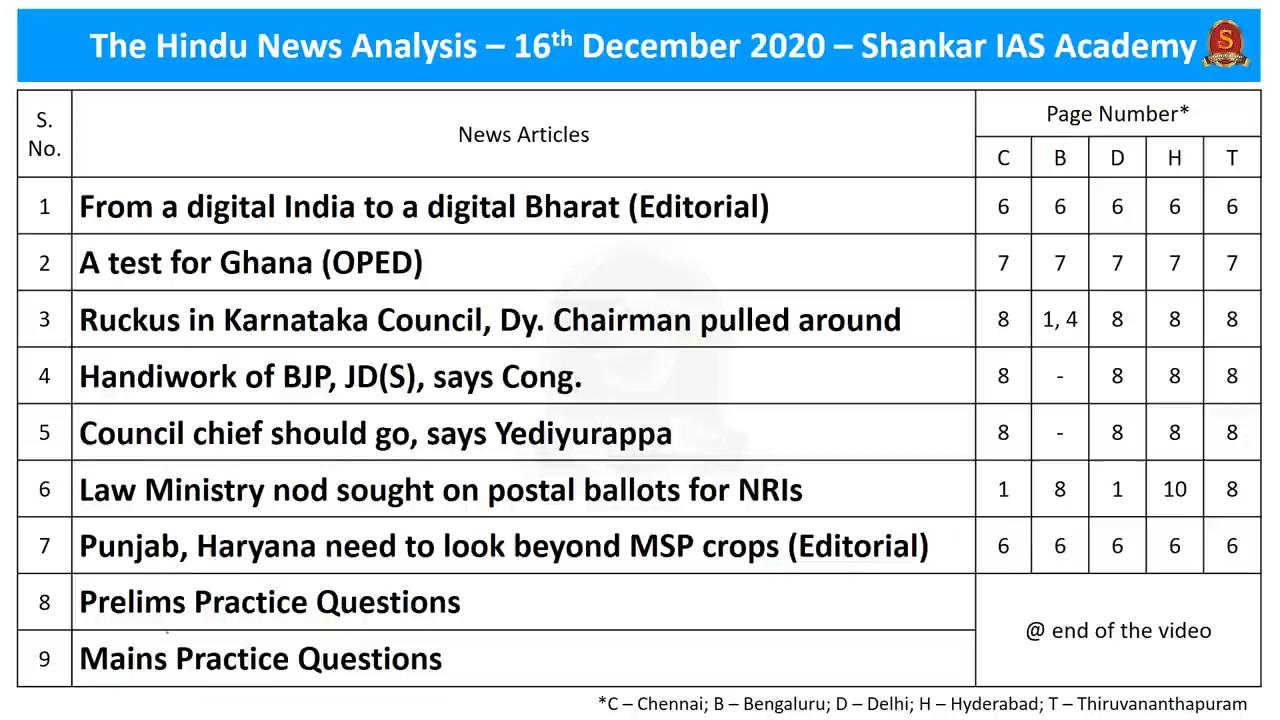 The Hindu News Analysis – 16th December 2020 – Shankar IAS Academy
S. No. News Articles Page Number*
C B D H T
1 From a digital India to a digital Bharat (Editorial) 6 6 6 6 6
2 A test for Ghana (OPED) 7 7 7 7 7
3 Ruckus in Karnataka Council, Dy. Chairman pulled around 8 1, 4 8 8 8
4 Handiwork of BJP, JD(S), says Cong. 8 - 8 8 8
5 Council chief should go, says Yediyurappa 8 - 8 8 8
6 Law Ministry nod sought on postal ballots for NRIs 1 8 1 10 8
7 Punjab, Haryana need to look beyond MSP crops (Editorial) 6 6 6 6 6
8 Prelims Practice Questions
@ end of the video
9 Mains Practice Questions
*C – Chennai; B – Bengaluru; D – Delhi; H – Hyderabad; T – Thiruvananthapuram